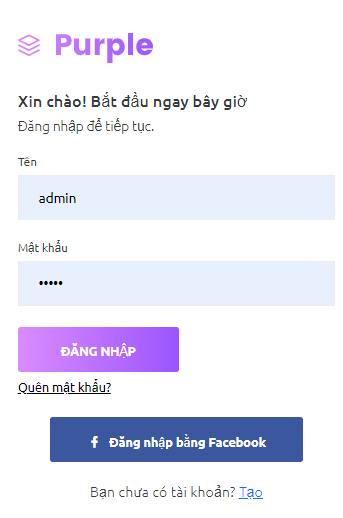 Purple
Xin chào! Bắt đầu ngay bây giờ
Đăng nhập để tiếp tục.
Tên
admin
Mật khẩu
•••••
ĐĂNG NHẬP
Quên mật khẩu?
f Đăng nhập bằng Facebook
Bạn chưa có tài khoản? Tạo